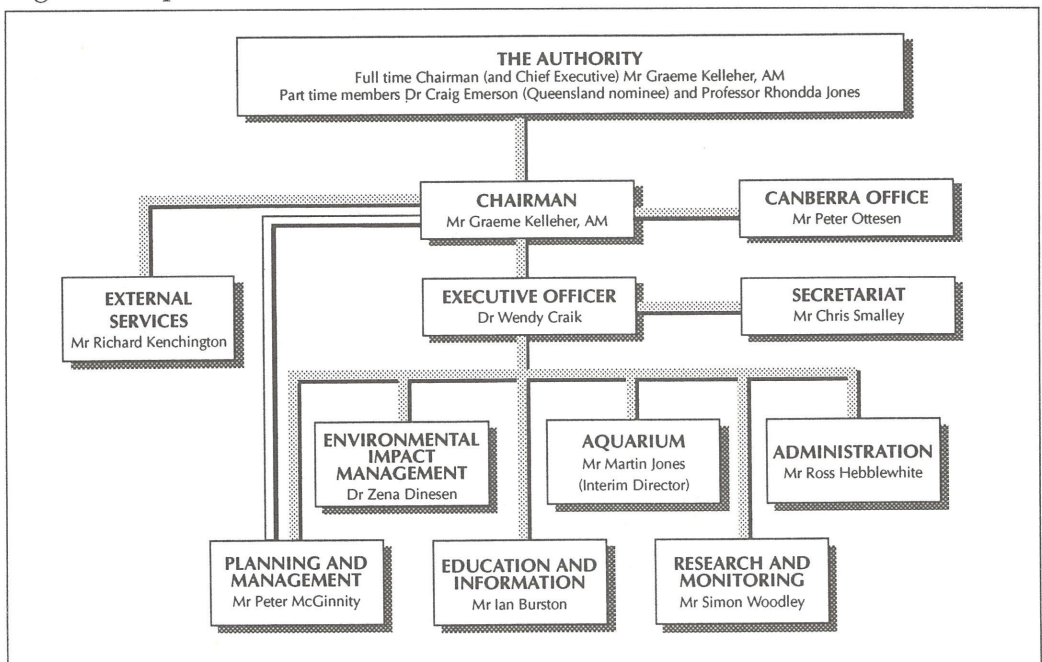 THE AUTHORITY
Full time Chairman (and Chief Executive) Mr Graeme Kelleher, AM
Part time members Dr Craig Emerson (Queensland nominee) and Professor Rhondda Jones
CHAIRMAN
Mr Graeme Kelleher, AM
CANBERRA OFFICE
Mr Peter Ottesen
EXTERNAL
SERVICES
Mr Richard Kenchington
EXECUTIVE OFFICER
Dr Wendy Craik
SECRETARIAT
Mr Chris Smalley
ENVIRONMENTAL
IMPACT
MANAGEMENT
Dr Zena Dinesen
AQUARIUM
Mr Martin Jones
(Interim Director)
ADMINISTRATION
Mr Ross Hebblewhite
PLANNING AND
MANAGEMENT
Mr Peter McGinnity
EDUCATION AND
INFORMATION
Mr Ian Burston
RESEARCH AND
MONITORING
Mr Simon Woodley